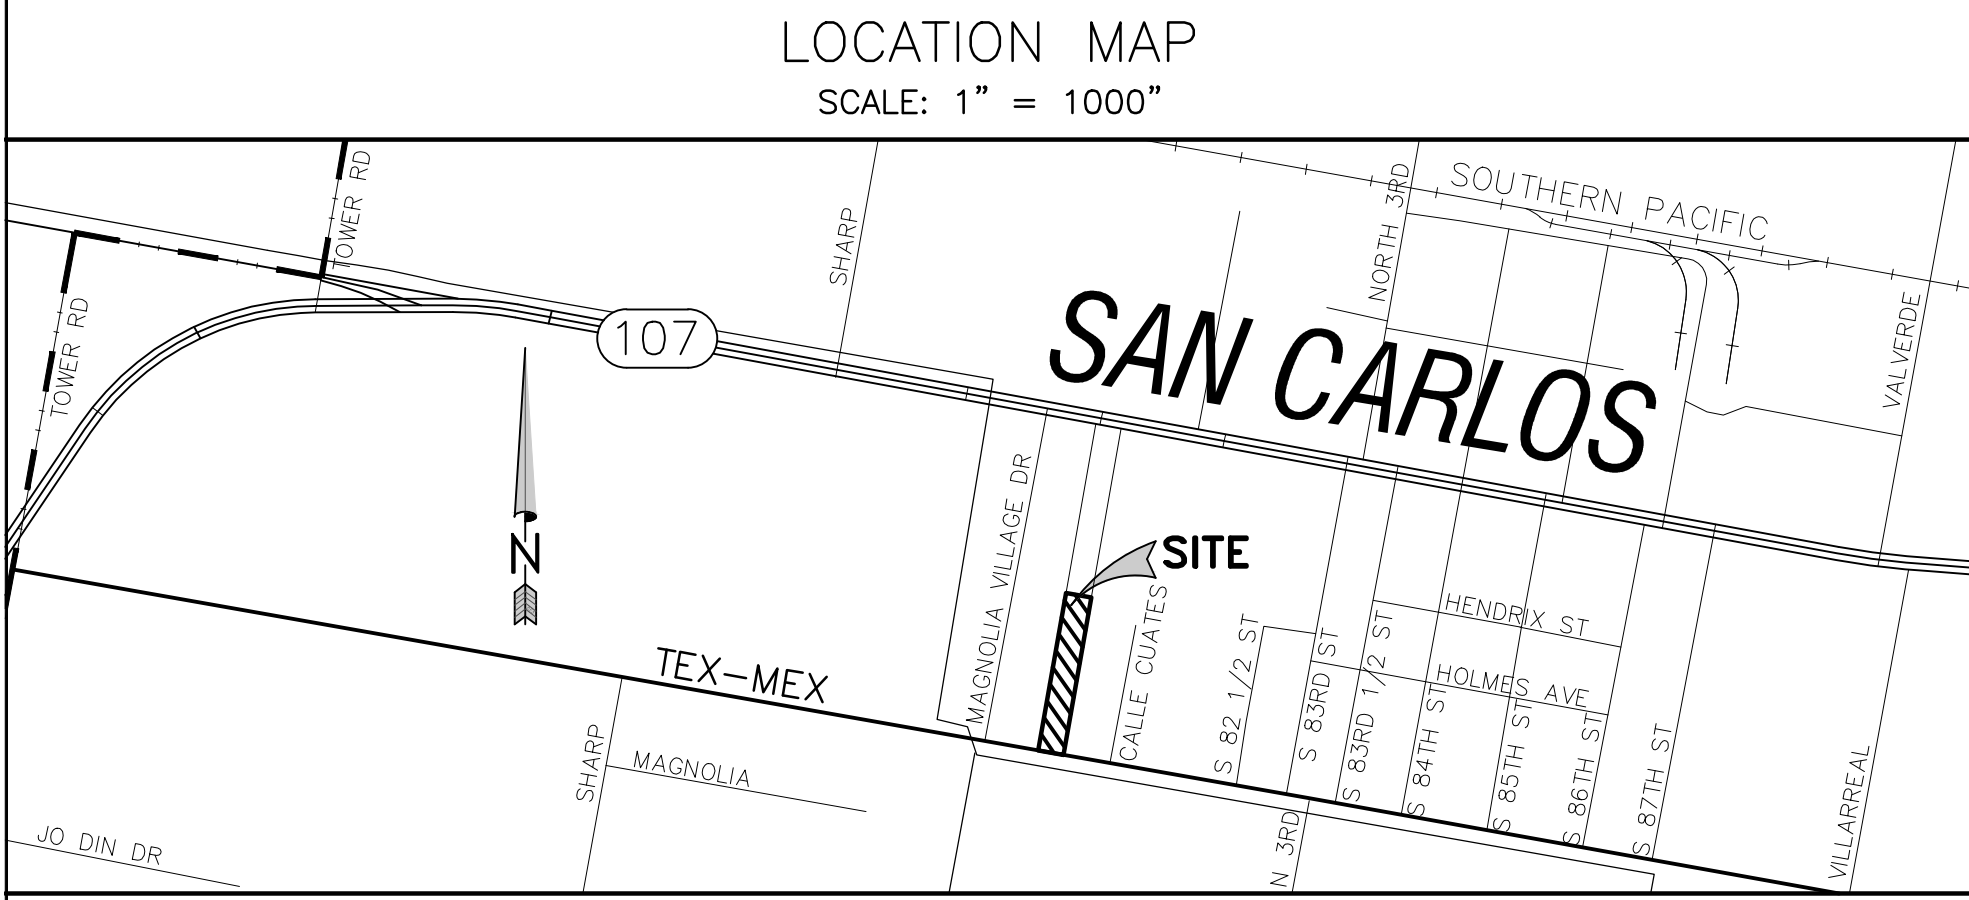 LOCATION MAP
SCALE: 1" = 1000"
TOWER RD
SHARP
NORTH 3RD
SOUTHERN PACIFIC
TOWER RD
107
SAN CARLOS
VALVERDE
MAGNOLIA VILLAGE DR
N
SITE
CALLE CUATES
S 82 1/2 ST
S 83RD ST
S 83RD 1/2 ST
HENDRIX ST
HOLMES AVE
S 84TH ST
S 85TH ST
S 86TH ST
S 87TH ST
VILLARREAL
TEX-MEX
SHARP
MAGNOLIA
JO DIN DR
N 3RD